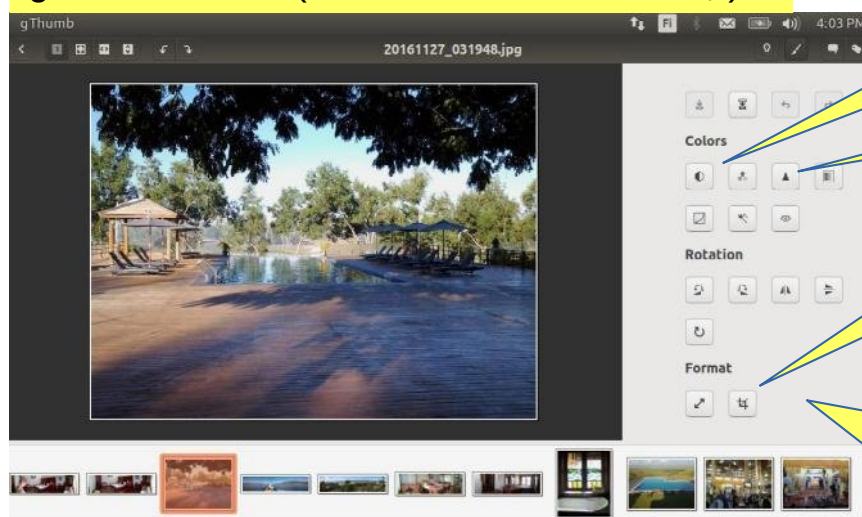 gThumb
Fi
4:03 PM
20161127_031948.jpg
Colors
Rotation
Format